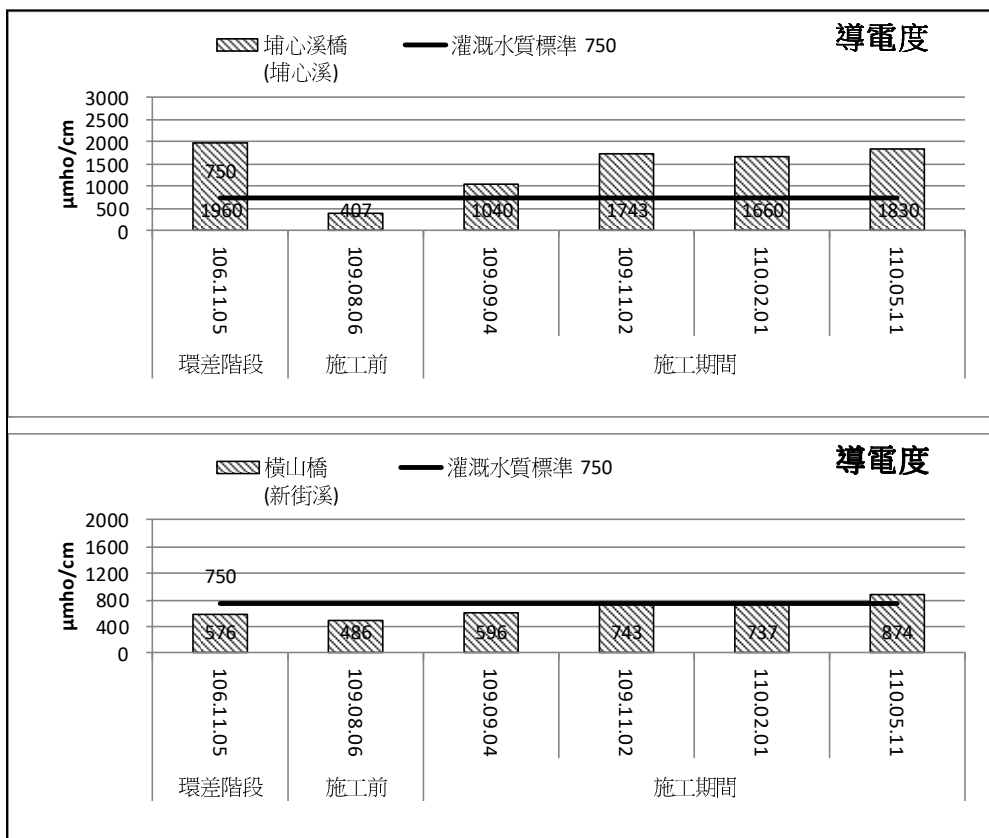 導電度
埔心溪橋
(埔心溪)
灌溉水質標準 750
μmho/cm
3000
2500
2000
1500
1000
500
0
750
1960
407
1040
1743
1660
1830
106.11.05
109.08.06
109.09.04
109.11.02
110.02.01
110.05.11
環差階段
施工前
施工期間
導電度
橫山橋
(新街溪)
灌溉水質標準 750
μmho/cm
2000
1600
1200
800
400
0
750
576
486
596
743
737
874
106.11.05
109.08.06
109.09.04
109.11.02
110.02.01
110.05.11
環差階段
施工前
施工期間